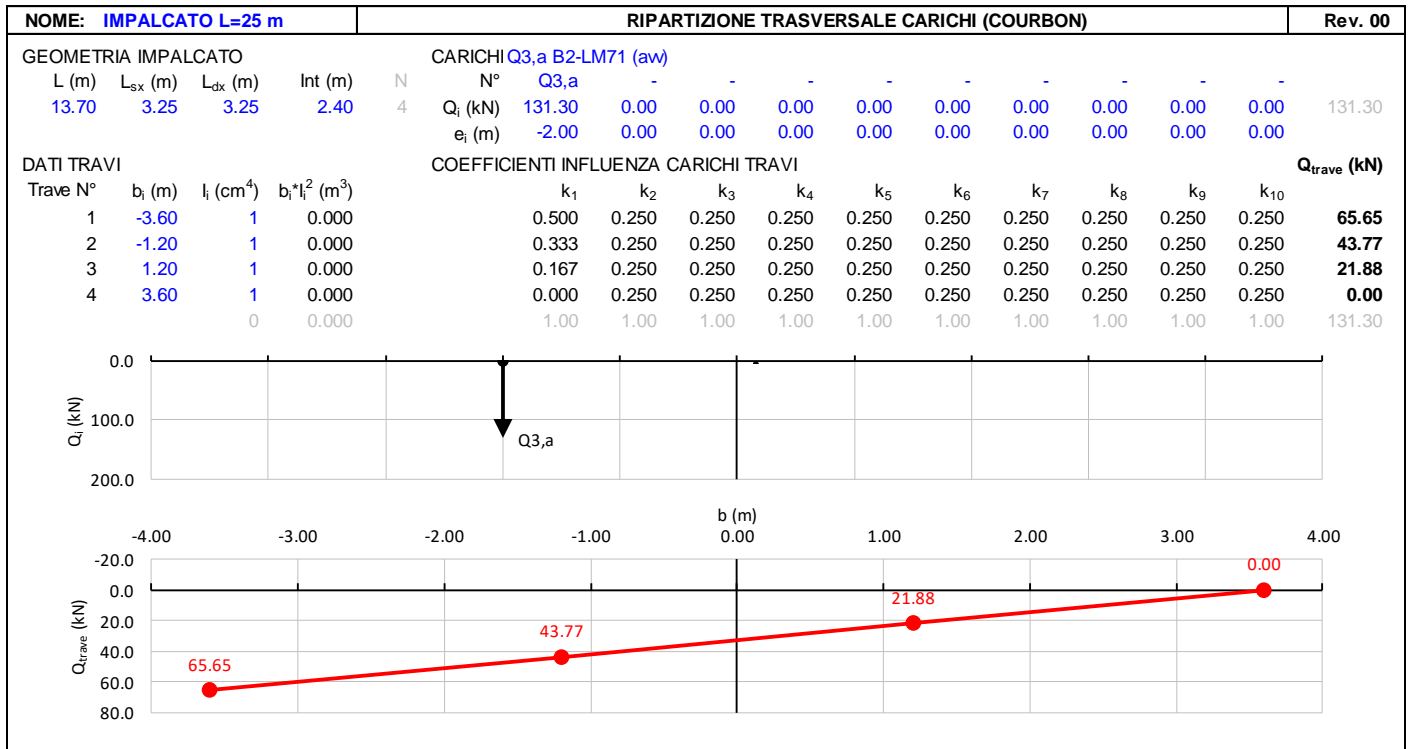 NOME: IMPALCATO L=25 m RIPARTIZIONE TRASVERSALE CARICHI (COURBON) Rev. 00
GEOMETRIA IMPALCATO CARICHI Q3,a B2-LM71 (avv)
L (m) Lsx (m) Ldx (m) Int (m) N N° Q3,a - - - - - - - - -
13.70 3.25 3.25 2.40 4 Qi (kN) 131.30 0.00 0.00 0.00 0.00 0.00 0.00 0.00 0.00 0.00 131.30
ei (m) -2.00 0.00 0.00 0.00 0.00 0.00 0.00 0.00 0.00 0.00
DATI TRAVI COEFFICIENTI INFLUENZA CARICHI TRAVI Qtrave (kN)
Trave N° bi (m) Ii (cm4) bi*Ii2 (m3) k1 k2 k3 k4 k5 k6 k7 k8 k9 k10
1 -3.60 1 0.000 0.500 0.250 0.250 0.250 0.250 0.250 0.250 0.250 0.250 0.250 65.65
2 -1.20 1 0.000 0.333 0.250 0.250 0.250 0.250 0.250 0.250 0.250 0.250 0.250 43.77
3 1.20 1 0.000 0.167 0.250 0.250 0.250 0.250 0.250 0.250 0.250 0.250 0.250 21.88
4 3.60 1 0.000 0.000 0.250 0.250 0.250 0.250 0.250 0.250 0.250 0.250 0.250 0.00
0 0.000 1.00 1.00 1.00 1.00 1.00 1.00 1.00 1.00 1.00 1.00 131.30
0.0
100.0
200.0
Qi (kN)
Q3,a
b (m)
-4.00 -3.00 -2.00 -1.00 0.00 1.00 2.00 3.00 4.00
-20.0
0.0
20.0
40.0
60.0
80.0
Qtrave (kN)
65.65
43.77
21.88
0.00